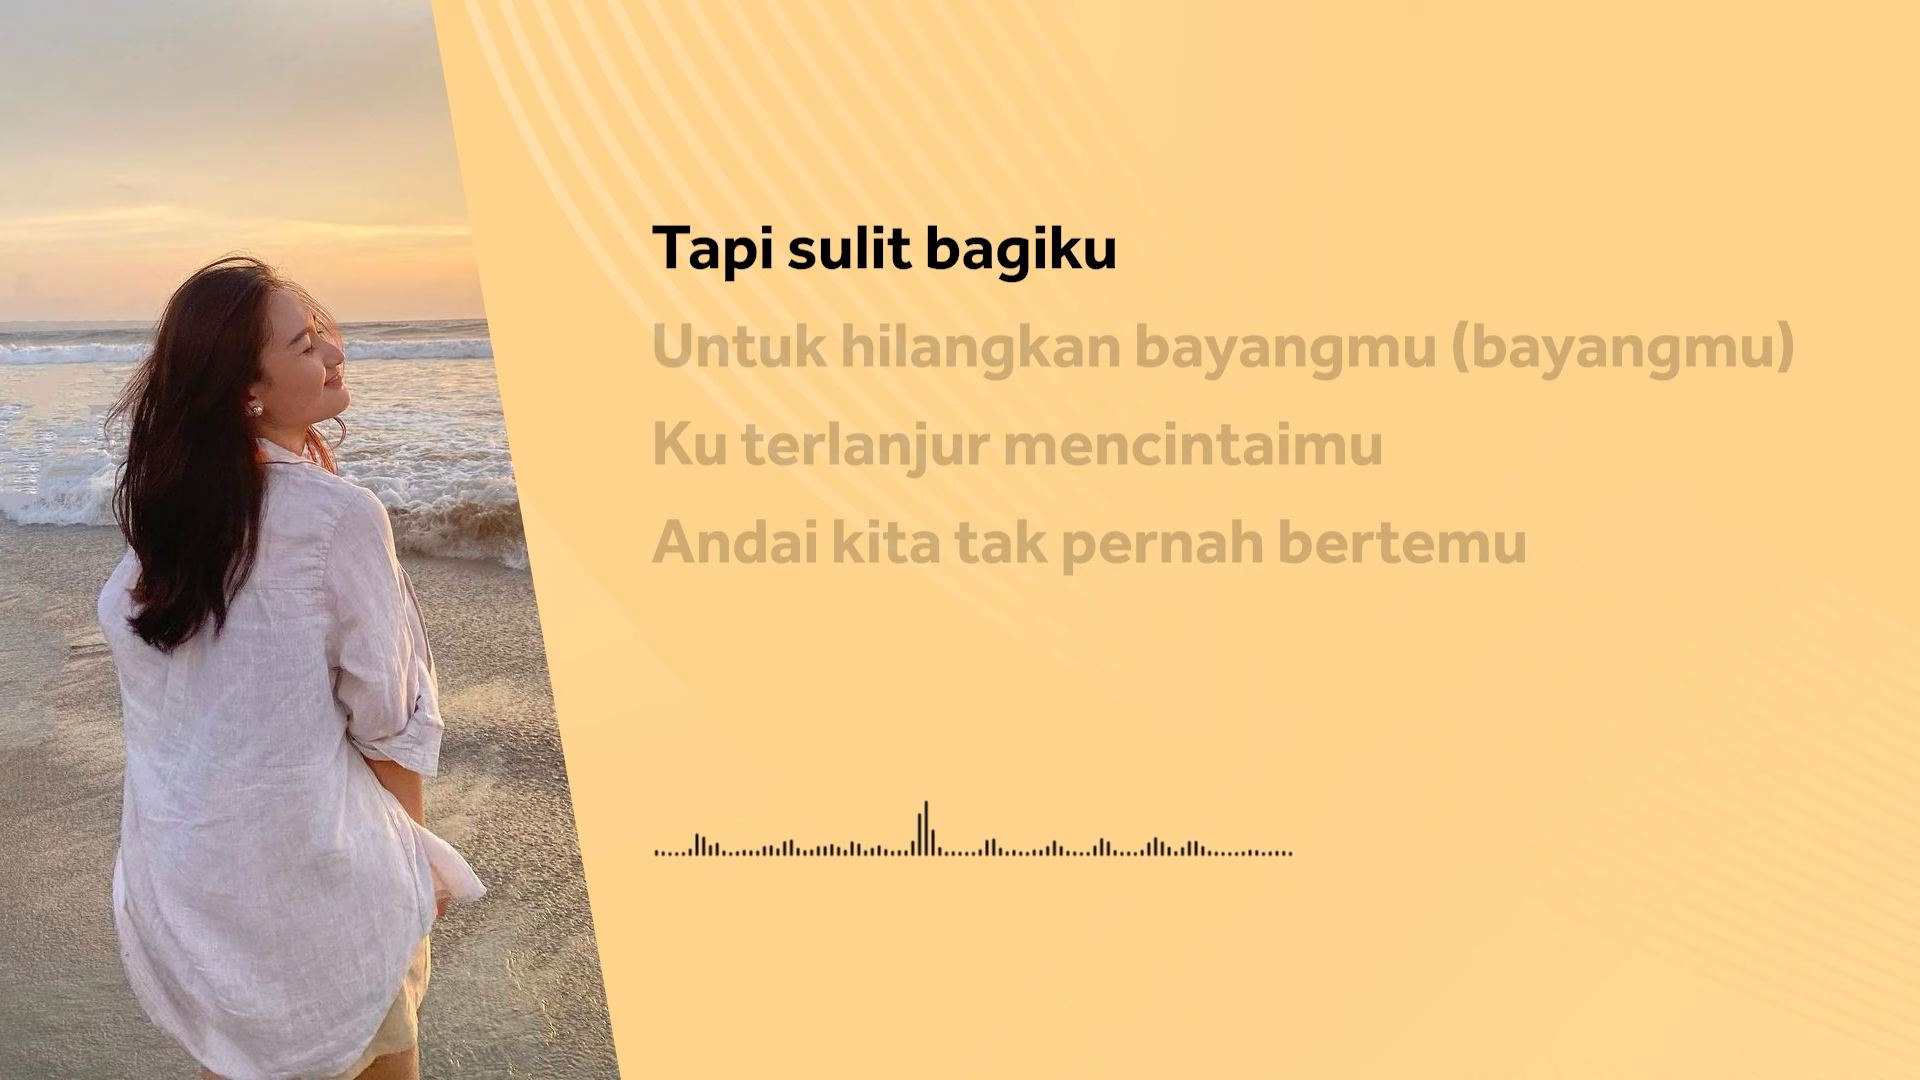 Tapi sulit bagiku
Untuk hilangkan bayangmu (bayangmu)
Ku terlanjur mencintaimu
Andai kita tak pernah bertemu